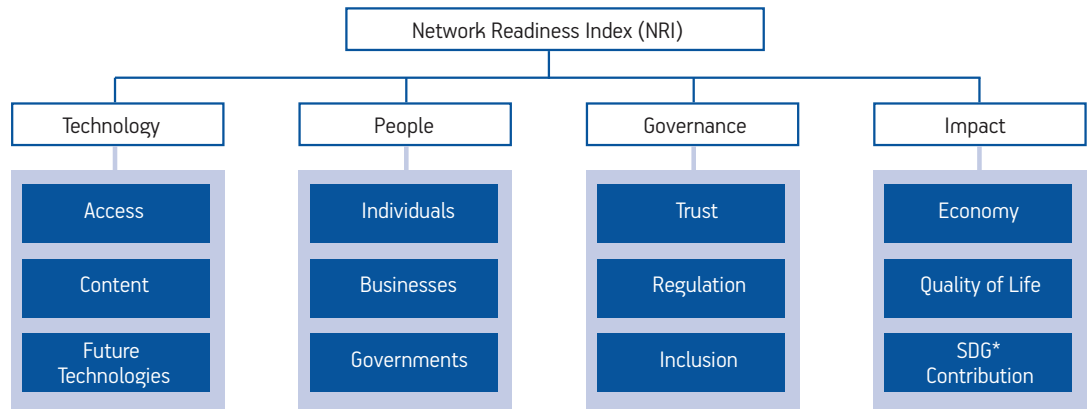 Network Readiness Index (NRI)
Technology
People
Governance
Impact
Access
Individuals
Trust
Economy
Content
Businesses
Regulation
Quality of Life
Future
Technologies
Governments
Inclusion
SDG*
Contribution